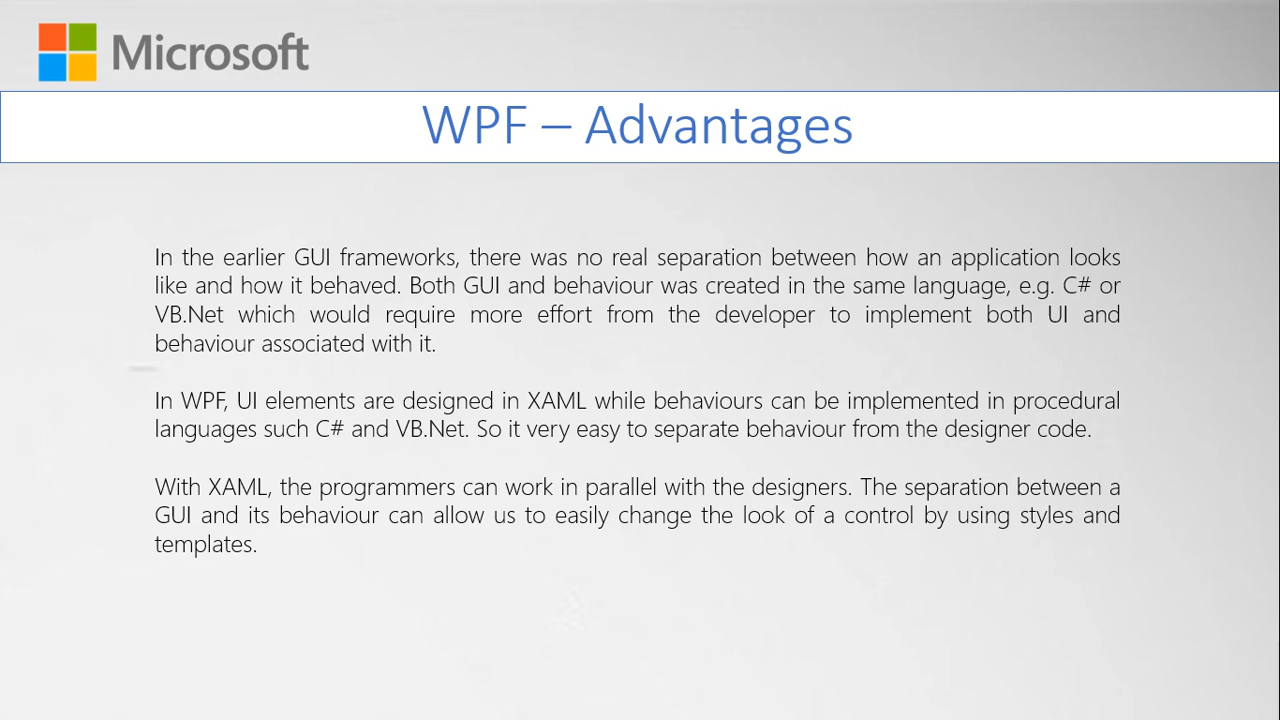 Microsoft
WPF – Advantages
In the earlier GUI frameworks, there was no real separation between how an application looks
like and how it behaved. Both GUI and behaviour was created in the same language, e.g. C# or
VB.Net which would require more effort from the developer to implement both UI and
behaviour associated with it.
In WPF, UI elements are designed in XAML while behaviours can be implemented in procedural
languages such C# and VB.Net. So it very easy to separate behaviour from the designer code.
With XAML, the programmers can work in parallel with the designers. The separation between a
GUI and its behaviour can allow us to easily change the look of a control by using styles and
templates.